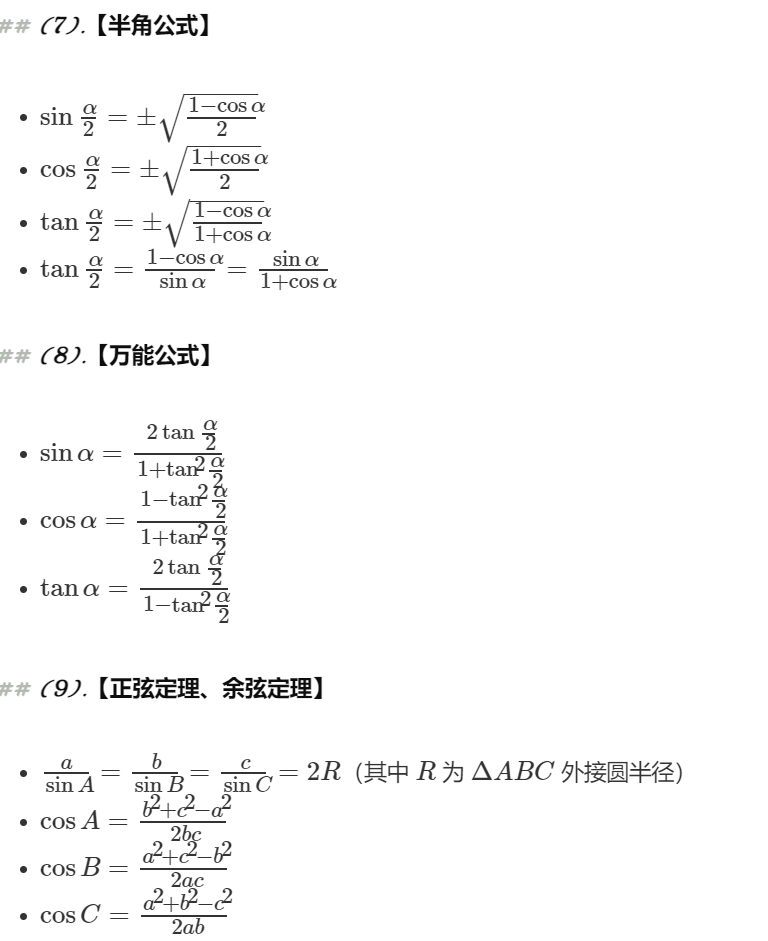 ## (7).【半角公式】
• sin α/2 = ±√((1−cos α)/2)
• cos α/2 = ±√((1+cos α)/2)
• tan α/2 = ±√((1−cos α)/(1+cos α))
• tan α/2 = (1−cos α)/(sin α) = (sin α)/(1+cos α)
## (8).【万能公式】
• sin α = (2 tan α/2)/(1+tan² α/2)
• cos α = (1−tan² α/2)/(1+tan² α/2)
• tan α = (2 tan α/2)/(1−tan² α/2)
## (9).【正弦定理、余弦定理】
• a/(sin A) = b/(sin B) = c/(sin C) = 2R（其中 R 为 ΔABC 外接圆半径）
• cos A = (b²+c²−a²)/(2bc)
• cos B = (a²+c²−b²)/(2ac)
• cos C = (a²+b²−c²)/(2ab)